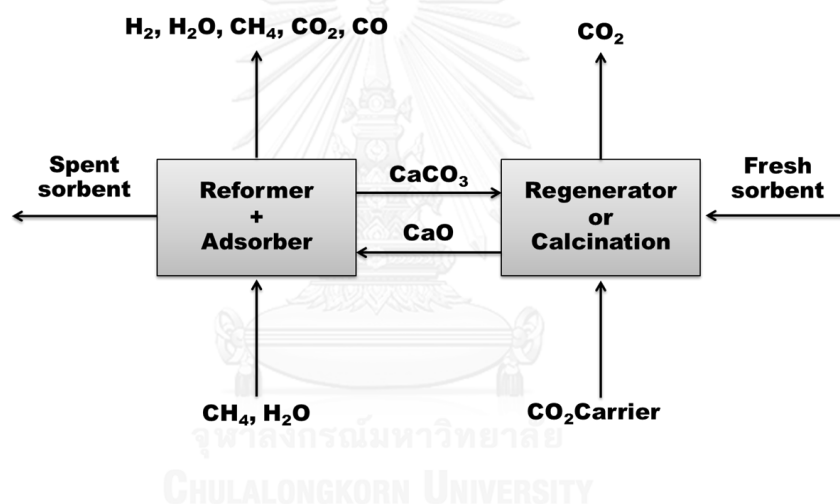 H₂, H₂O, CH₄, CO₂, CO
CO₂
Spent
sorbent
Reformer
+
Adsorber
CaCO₃
CaO
Regenerator
or
Calcination
Fresh
sorbent
CH₄, H₂O
CO₂Carrier
จุฬาลงกรณ์มหาวิทยาลัย
CHULALONGKORN UNIVERSITY